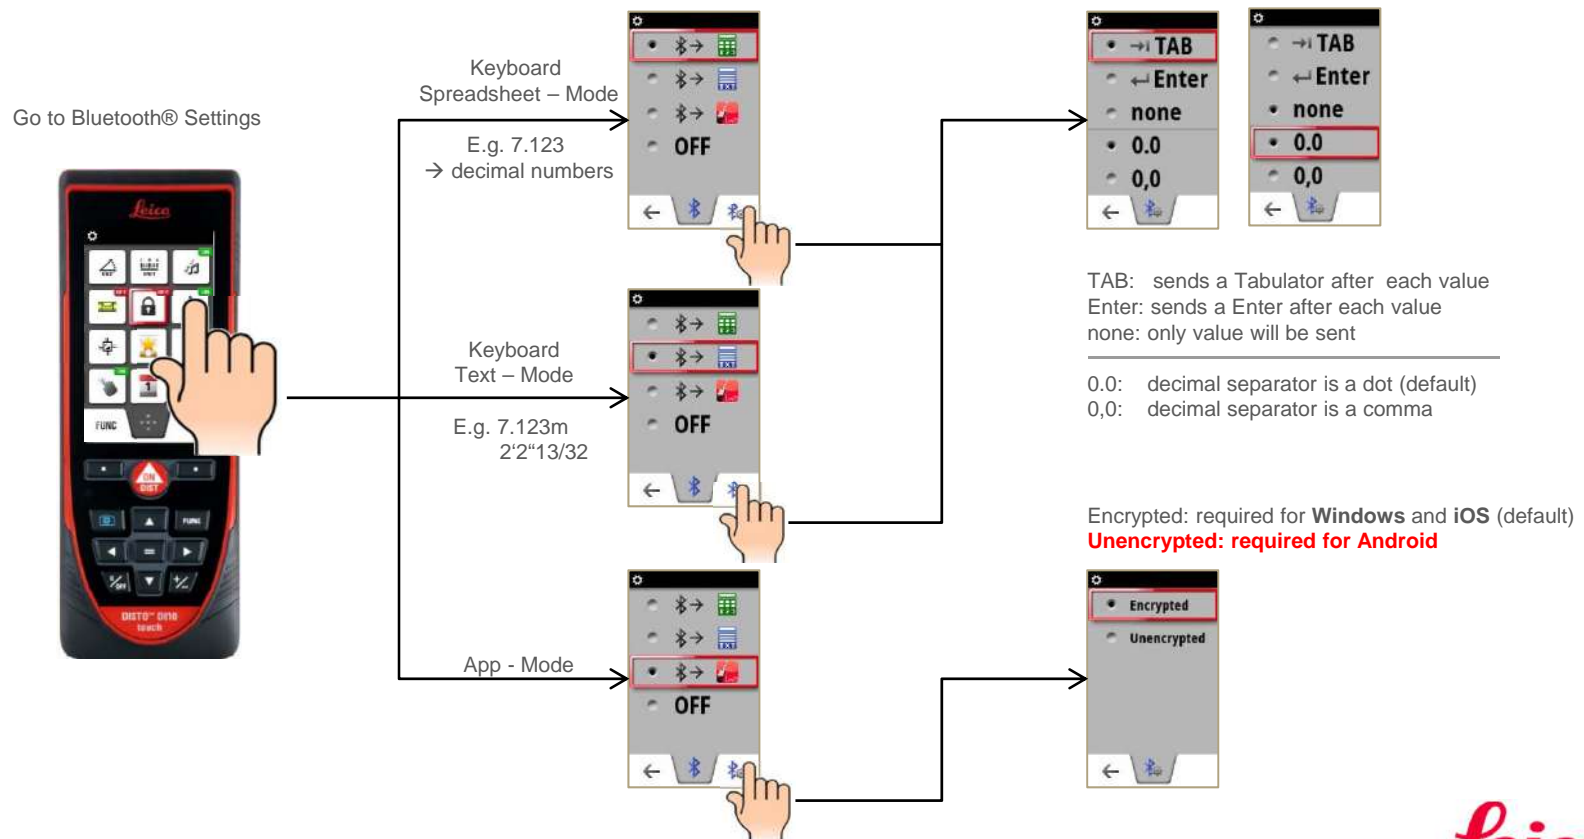 Go to Bluetooth® Settings
Leica
FUNC
ON
DIST
FUNC
OFF
DISTO™ D810
touch
Keyboard
Spreadsheet – Mode
E.g. 7.123
→ decimal numbers
OFF
Keyboard
Text – Mode
E.g. 7.123m
2‘2“13/32
TXT
OFF
App - Mode
TXT
OFF
TAB
Enter
none
0.0
0,0
TAB
Enter
none
0.0
0,0
TAB: sends a Tabulator after each value
Enter: sends a Enter after each value
none: only value will be sent
0.0: decimal separator is a dot (default)
0,0: decimal separator is a comma
Encrypted: required for Windows and iOS (default)
Unencrypted: required for Android
Encrypted
Unencrypted